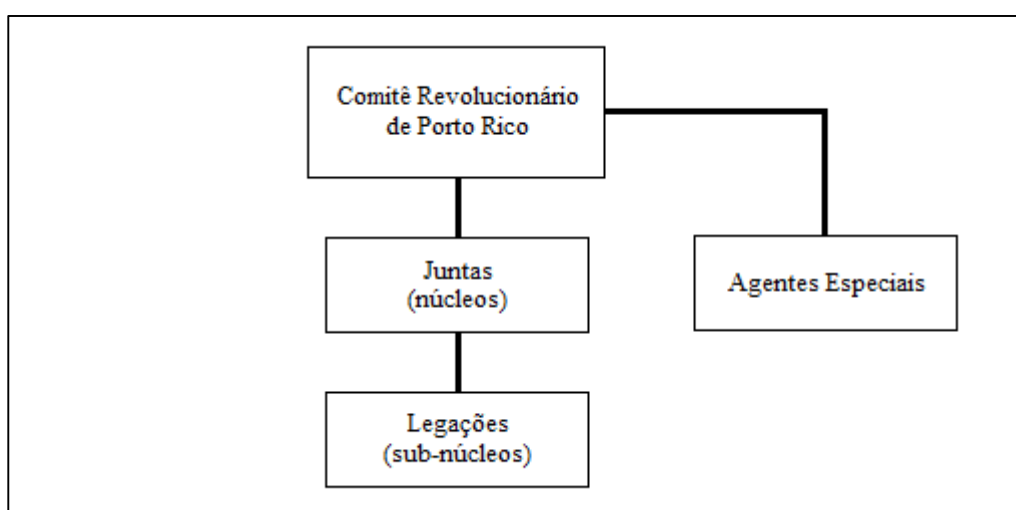 Comitê Revolucionário
de Porto Rico
Juntas
(núcleos)
Agentes Especiais
Legações
(sub-núcleos)